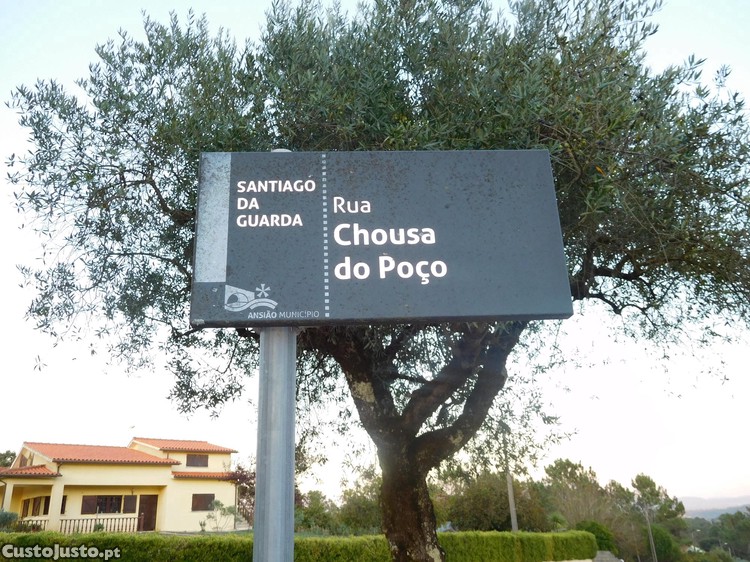 SANTIAGO
DA
GUARDA
Rua
Chousa
do Poço
ANSIÃO MUNICÍPIO
CustoJusto.pt